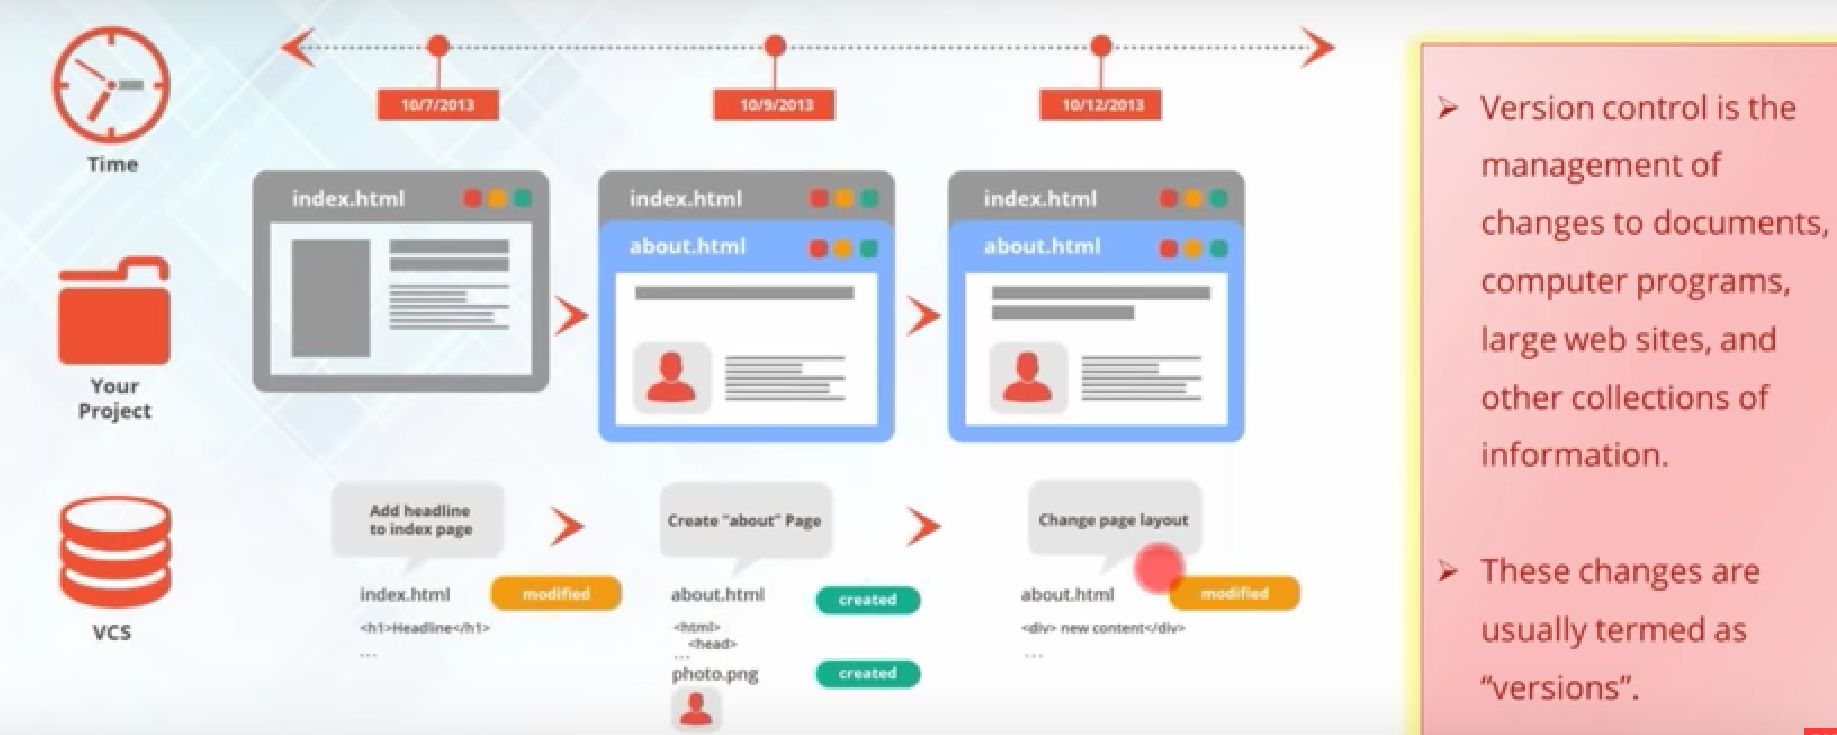 Time
10/7/2013
10/9/2013
10/12/2013
Your
Project
index.html
index.html
about.html
index.html
about.html
VCS
Add headline
to index page
index.html
modified
<h1>Headline</h1>
...
Create "about" Page
about.html
created
<html>
<head>
...
photo.png
created
Change page layout
about.html
modified
<div> new content</div>
...
Version control is the
management of
changes to documents,
computer programs,
large web sites, and
other collections of
information.
These changes are
usually termed as
“versions”.